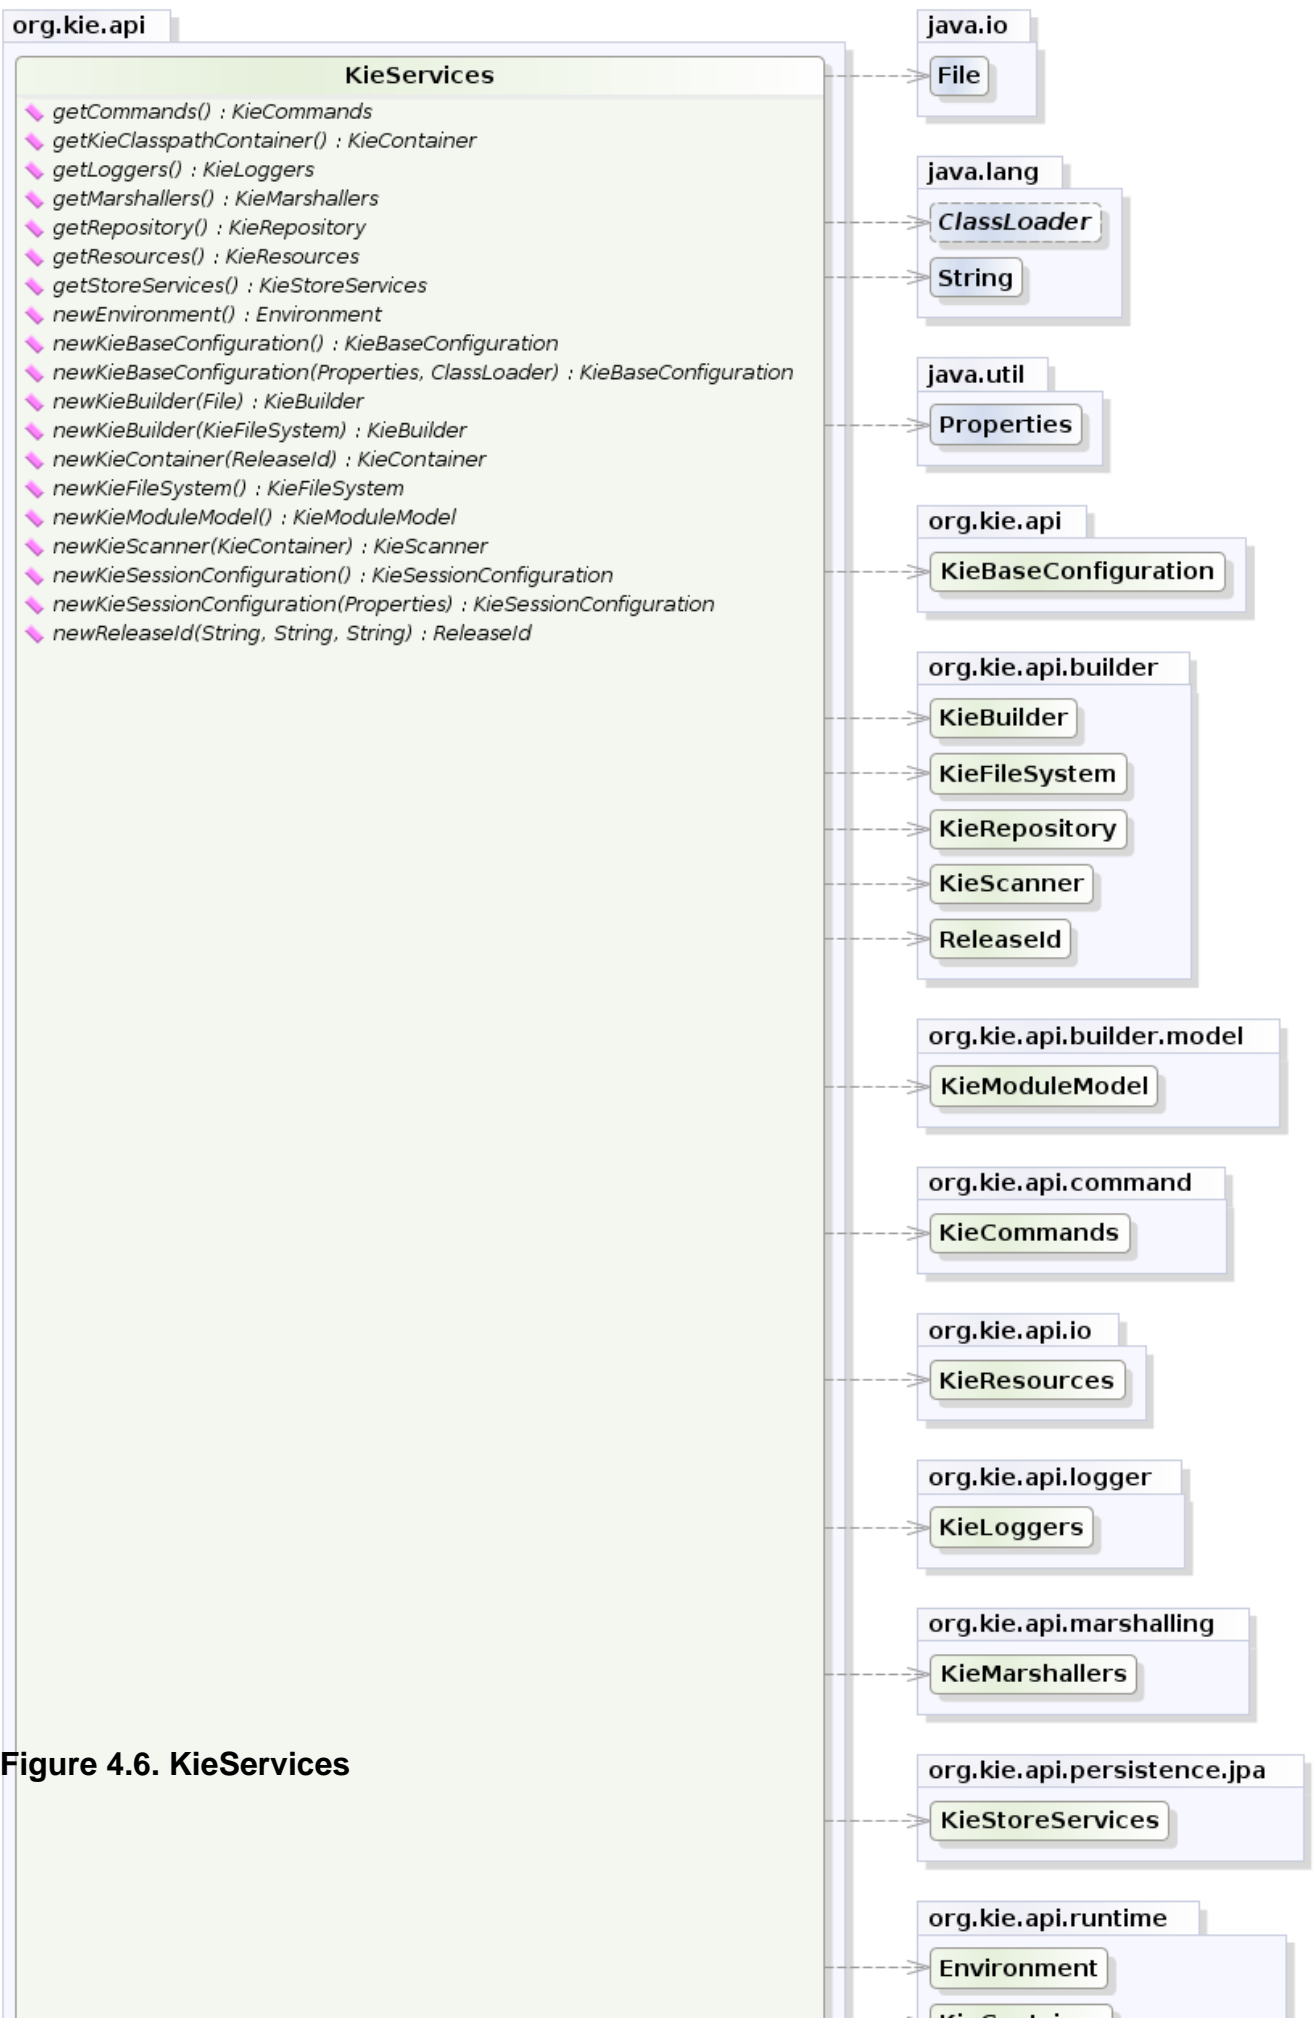 org.kie.api
KieServices
getCommands() : KieCommands
getKieClasspathContainer() : KieContainer
getLoggers() : KieLoggers
getMarshallers() : KieMarshallers
getRepository() : KieRepository
getResources() : KieResources
getStoreServices() : KieStoreServices
newEnvironment() : Environment
newKieBaseConfiguration() : KieBaseConfiguration
newKieBaseConfiguration(Properties, ClassLoader) : KieBaseConfiguration
newKieBuilder(File) : KieBuilder
newKieBuilder(KieFileSystem) : KieBuilder
newKieContainer(ReleaseId) : KieContainer
newKieFileSystem() : KieFileSystem
newKieModuleModel() : KieModuleModel
newKieScanner(KieContainer) : KieScanner
newKieSessionConfiguration() : KieSessionConfiguration
newKieSessionConfiguration(Properties) : KieSessionConfiguration
newReleaseId(String, String, String) : ReleaseId
Figure 4.6. KieServices
java.io
File
java.lang
ClassLoader
String
java.util
Properties
org.kie.api
KieBaseConfiguration
org.kie.api.builder
KieBuilder
KieFileSystem
KieRepository
KieScanner
ReleaseId
org.kie.api.builder.model
KieModuleModel
org.kie.api.command
KieCommands
org.kie.api.io
KieResources
org.kie.api.logger
KieLoggers
org.kie.api.marshalling
KieMarshallers
org.kie.api.persistence.jpa
KieStoreServices
org.kie.api.runtime
Environment